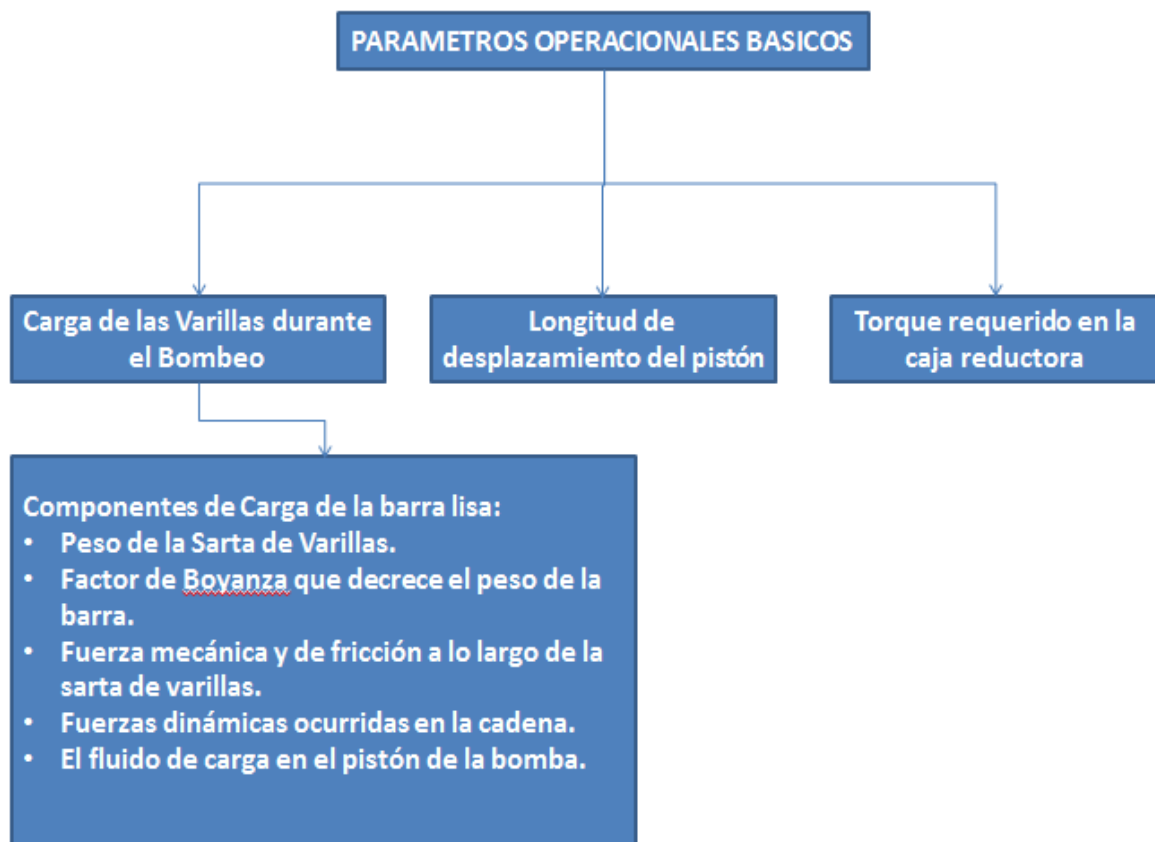 PARAMETROS OPERACIONALES BASICOS
Carga de las Varillas durante
el Bombeo
Longitud de
desplazamiento del pistón
Torque requerido en la
caja reductora
Componentes de Carga de la barra lisa:
• Peso de la Sarta de Varillas.
• Factor de Boyanza que decrece el peso de la
barra.
• Fuerza mecánica y de fricción a lo largo de la
sarta de varillas.
• Fuerzas dinámicas ocurridas en la cadena.
• El fluido de carga en el pistón de la bomba.